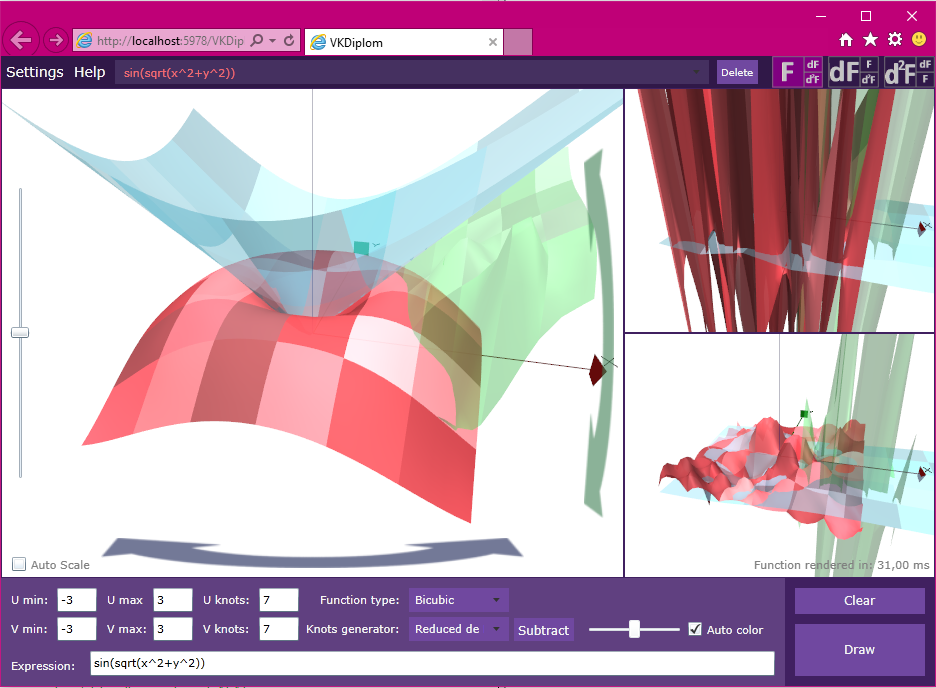 http://localhost:5978/VKDip
VKDiplom
Settings Help sin(sqrt(x^2+y^2)) Delete F dF d²F dF F d²F d²F dF F
Auto Scale
Function rendered in: 31,00 ms
U min: -3 U max 3 U knots: 7 Function type: Bicubic Clear
V min: -3 V max: 3 V knots: 7 Knots generator: Reduced de Subtract Auto color
Draw
Expression: sin(sqrt(x^2+y^2))